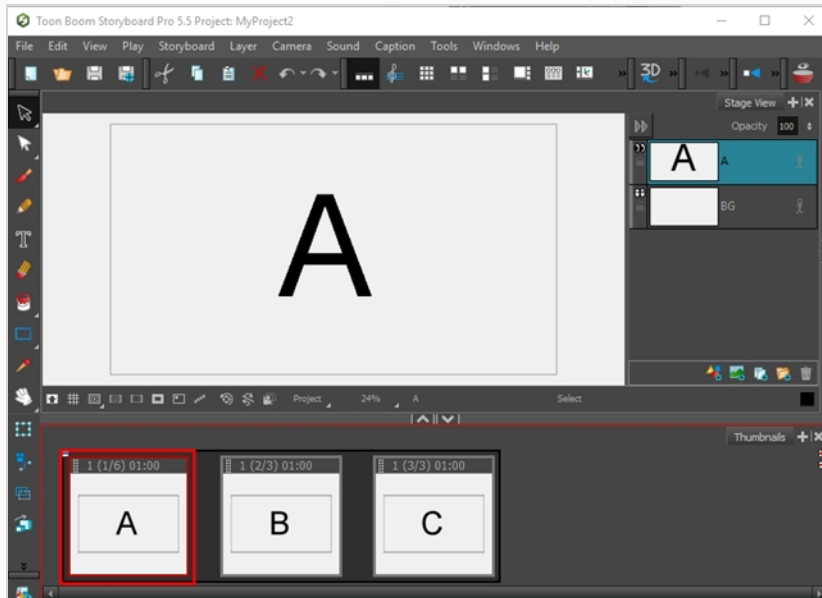 Toon Boom Storyboard Pro 5.5 Project: MyProject2
File Edit View Play Storyboard Layer Camera Sound Caption Tools Windows Help
3D
Stage View
Opacity 100
A
A A
BG
T
Project 24% A Select
Thumbnails
1 (1/6) 01:00 1 (2/3) 01:00 1 (3/3) 01:00
A B C